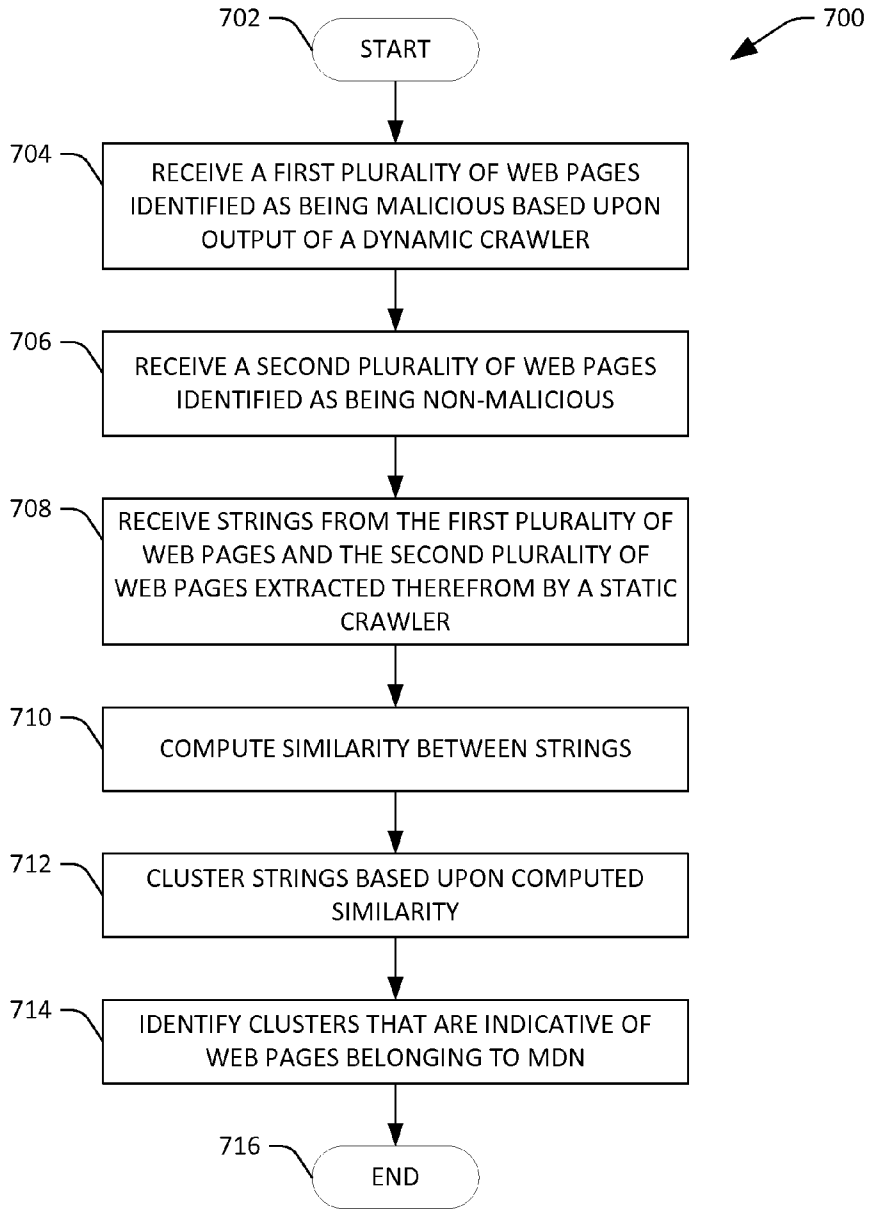 702
START
700
704
RECEIVE A FIRST PLURALITY OF WEB PAGES
IDENTIFIED AS BEING MALICIOUS BASED UPON
OUTPUT OF A DYNAMIC CRAWLER
706
RECEIVE A SECOND PLURALITY OF WEB PAGES
IDENTIFIED AS BEING NON-MALICIOUS
708
RECEIVE STRINGS FROM THE FIRST PLURALITY OF
WEB PAGES AND THE SECOND PLURALITY OF
WEB PAGES EXTRACTED THEREFROM BY A STATIC
CRAWLER
710
COMPUTE SIMILARITY BETWEEN STRINGS
712
CLUSTER STRINGS BASED UPON COMPUTED
SIMILARITY
714
IDENTIFY CLUSTERS THAT ARE INDICATIVE OF
WEB PAGES BELONGING TO MDN
716
END